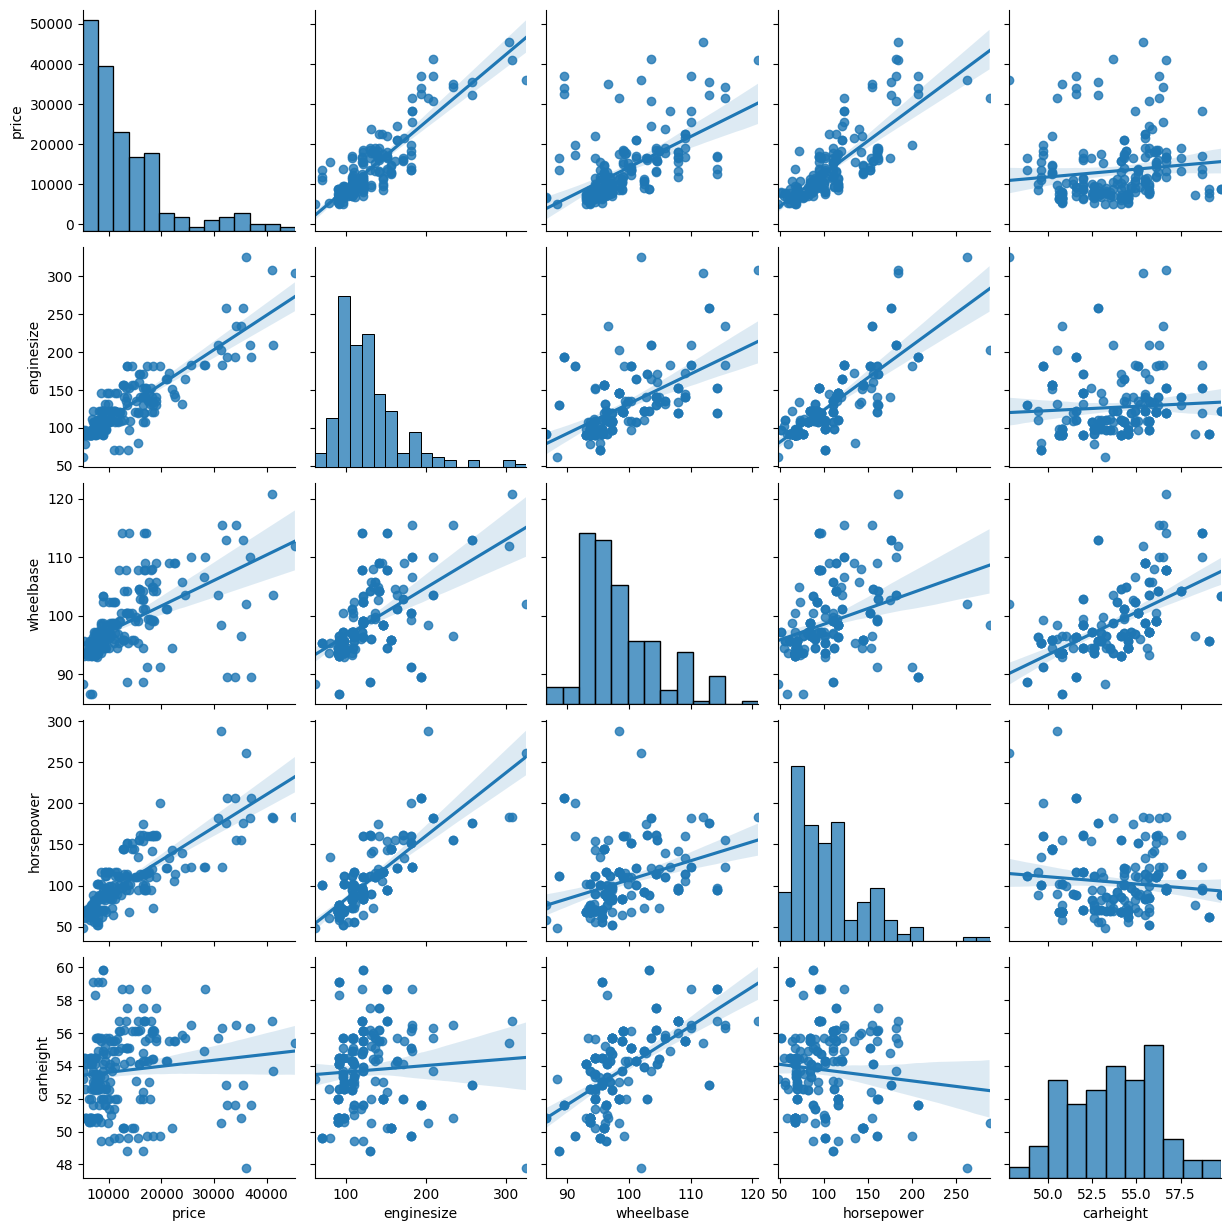 50000
40000
30000
20000
10000
0
price
300
250
200
150
100
50
enginesize
120
110
100
90
wheelbase
300
250
200
150
100
50
horsepower
60
58
56
54
52
50
48
carheight
10000 20000 30000 40000
100 200 300
90 100 110 120
50 100 150 200 250
50.0 52.5 55.0 57.5
price enginesize wheelbase horsepower carheight